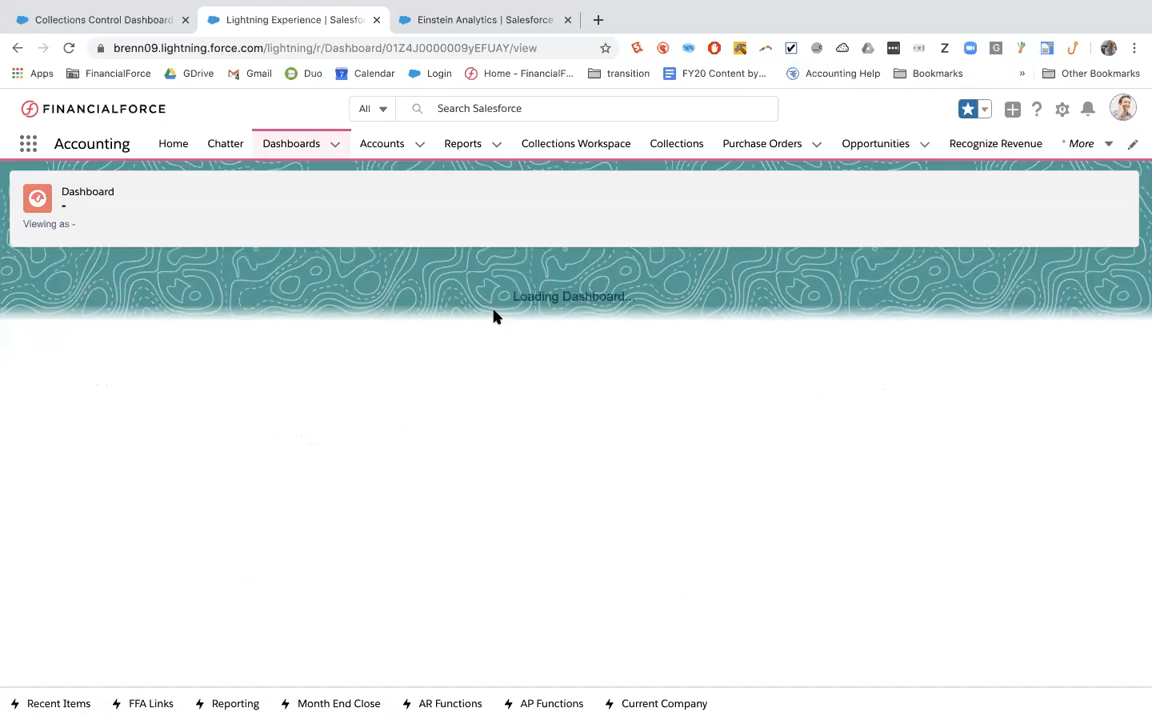 Collections Control Dashboard
Lightning Experience | Salesfo
Einstein Analytics | Salesforce
brenn09.lightning.force.com/lightning/r/Dashboard/01Z4J0000009yEFUAY/view
Apps FinancialForce GDrive Gmail Duo Calendar Login Home – FinancialF... transition FY20 Content by... Accounting Help Bookmarks » Other Bookmarks
FINANCIALFORCE
All Search Salesforce
Accounting Home Chatter Dashboards Accounts Reports Collections Workspace Collections Purchase Orders Opportunities Recognize Revenue * More
Dashboard
-
Viewing as -
Loading Dashboard...
Recent Items FFA Links Reporting Month End Close AR Functions AP Functions Current Company